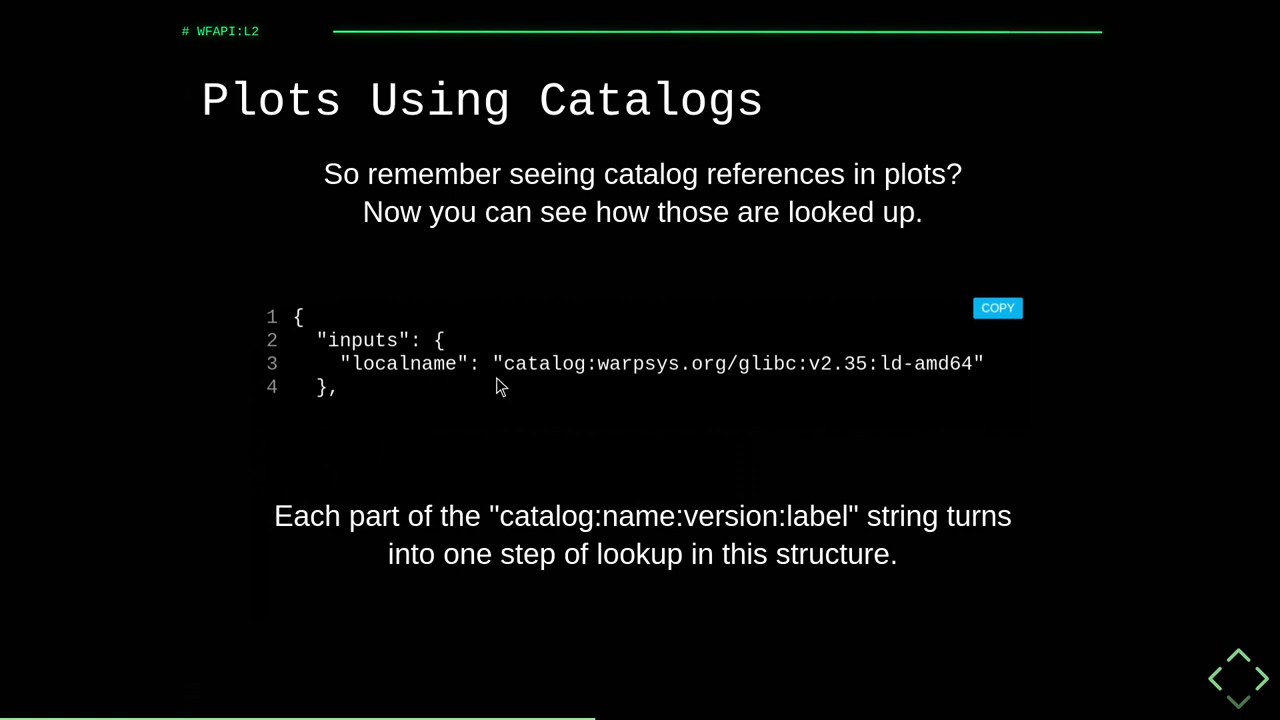 # WFAPI:L2
Plots Using Catalogs
So remember seeing catalog references in plots?
Now you can see how those are looked up.
COPY
1 {
2   "inputs": {
3     "localname": "catalog:warpsys.org/glibc:v2.35:ld-amd64"
4   },
Each part of the "catalog:name:version:label" string turns
into one step of lookup in this structure.